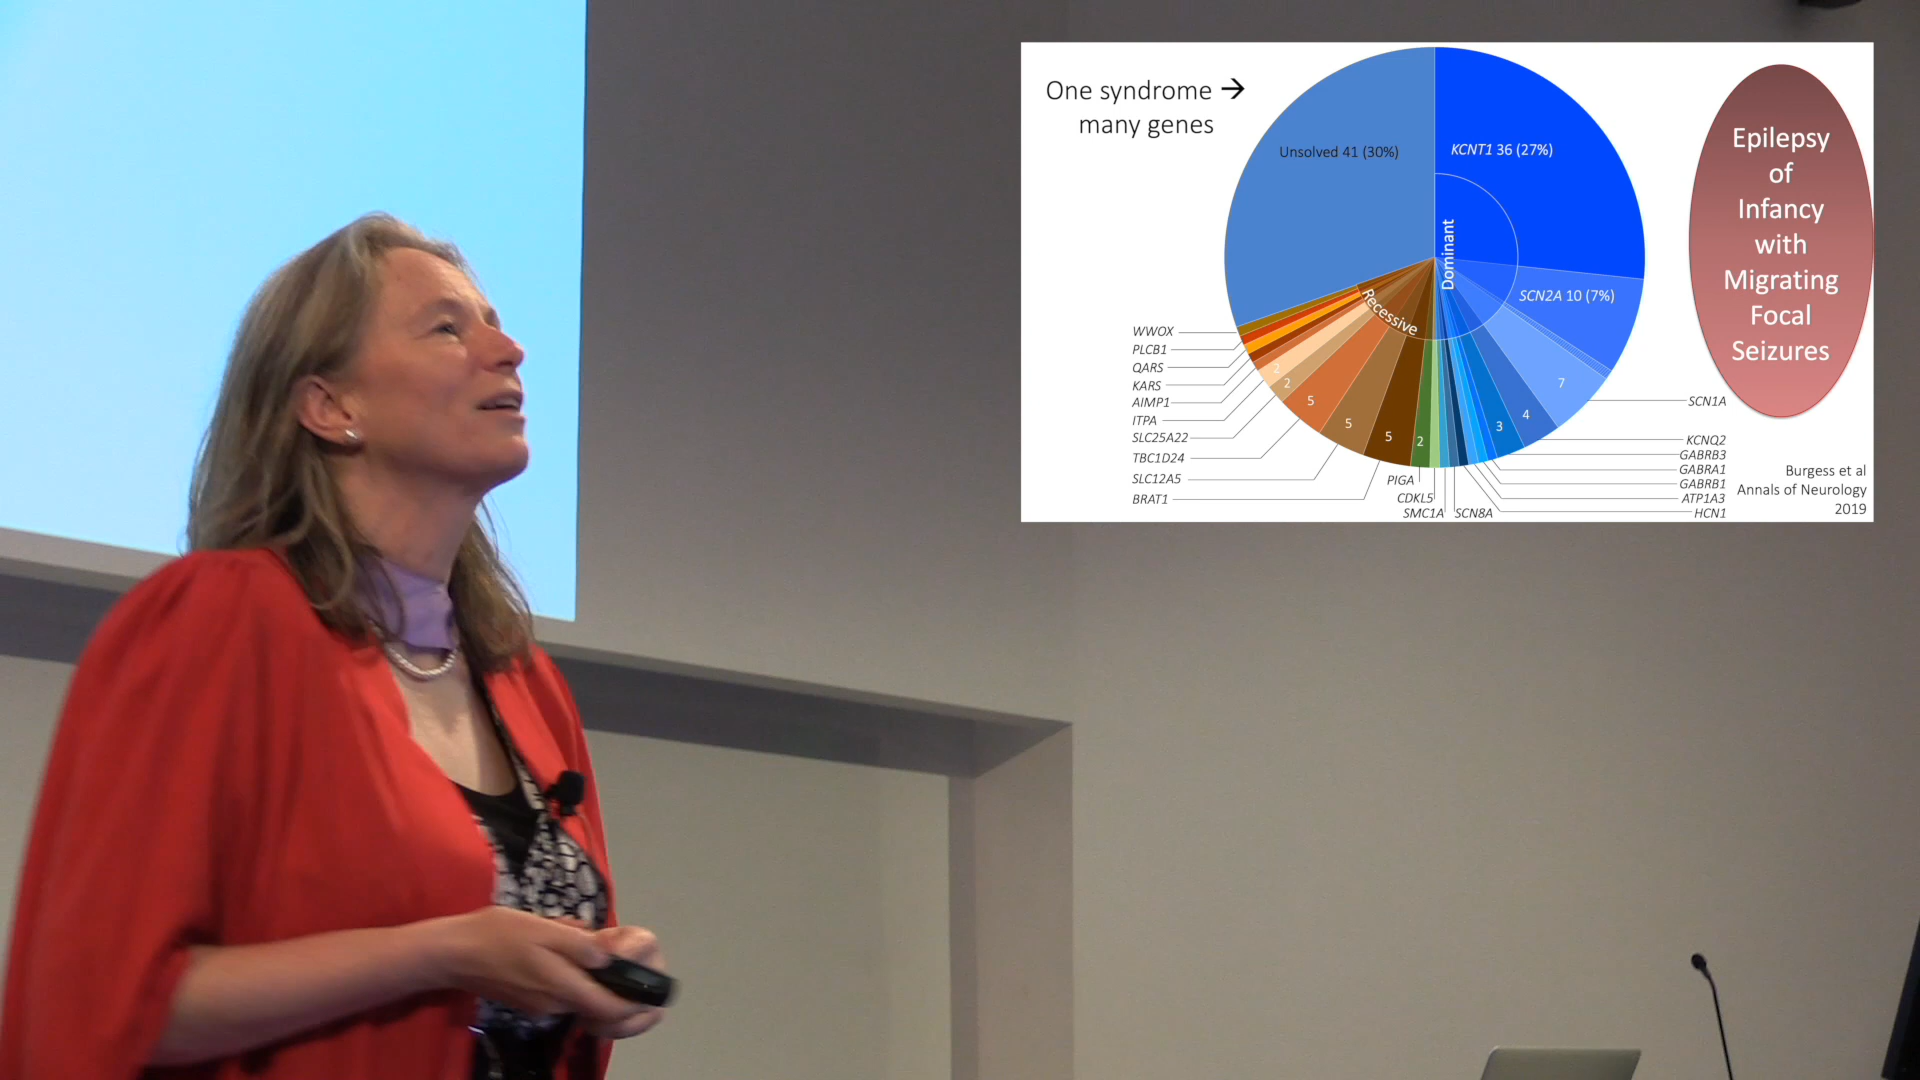 One syndrome →
many genes
Unsolved 41 (30%)
KCNT1 36 (27%)
Dominant
SCN2A 10 (7%)
Recessive
WWOX
PLCB1
QARS
KARS
AIMP1
ITPA
SLC25A22
TBC1D24
SLC12A5
BRAT1
2
2
5
5
5
2
3
4
7
PIGA
CDKL5
SMC1A
SCN8A
SCN1A
KCNQ2
GABRB3
GABRA1
GABRB1
ATP1A3
HCN1
Epilepsy
of
Infancy
with
Migrating
Focal
Seizures
Burgess et al
Annals of Neurology
2019